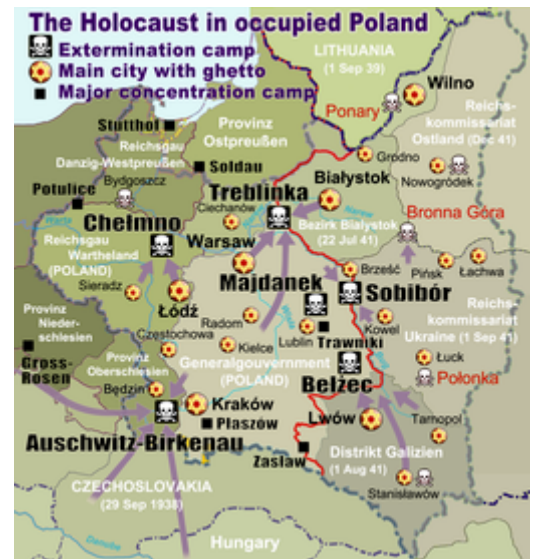 The Holocaust in occupied Poland
Extermination camp
Main city with ghetto
Major concentration camp
LITHUANIA
(1 Sep 39)
Wilno
Ponary
Reichs-
kommissariat
Ostland (Dec 41)
Stutthof
Provinz
Ostpreußen
Reichsgau
Danzig-Westpreußen
Soldau
Grodno
Nowogródek
Bydgoszcz
Potulice
Treblinka
Białystok
Ciechanów
Bronna Góra
Chełmno
Warta
Narew
Bezirk Białystok
(22 Jul 41)
Reichsgau
Wartheland
(POLAND)
Warsaw
Sieradz
Majdanek
Brześć
Pińsk
Łachwa
Łódź
Sobibór
Provinz
Nieder-
schlesien
Częstochowa
Radom
Kielce
Lublin
Trawniki
Kowel
Reichs-
kommissariat
Ukraine (1 Sep 41)
Gross-
Rosen
Provinz
Oberschlesien
Generalgouvernement
(POLAND)
Łuck
Połonka
Będzin
Bełżec
Kraków
Płaszów
Lwów
Tarnopol
Auschwitz-Birkenau
Zasław
Distrikt Galizien
(1 Aug 41)
Stanisławów
CZECHOSLOVAKIA
(29 Sep 1938)
Danube
Hungary